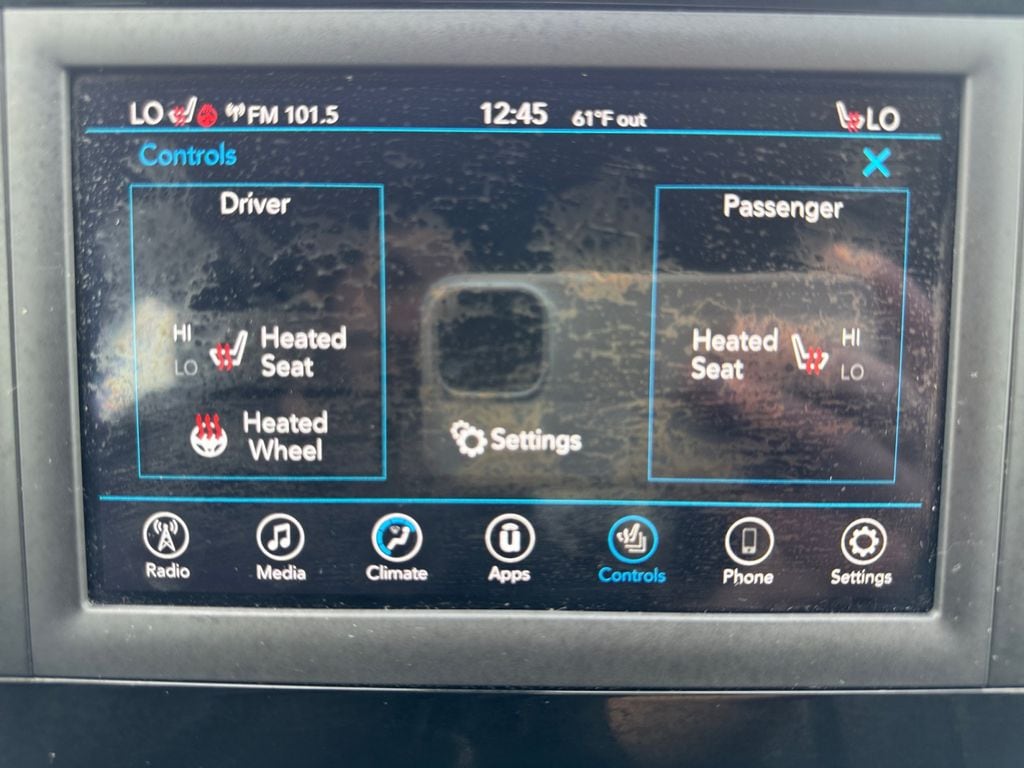 LO FM 101.5 12:45 61°F out LO
Controls
Driver
Passenger
HI
LO
Heated
Seat
Heated
Wheel
Settings
Heated
Seat
HI
LO
Radio Media Climate Apps Controls Phone Settings